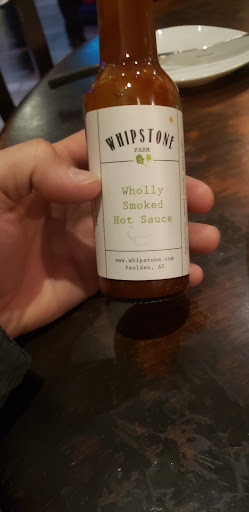 WHIPSTONE
FARM
Wholly
Smoked
Hot Sauce
www.whipstone.com
Paulden, AZ